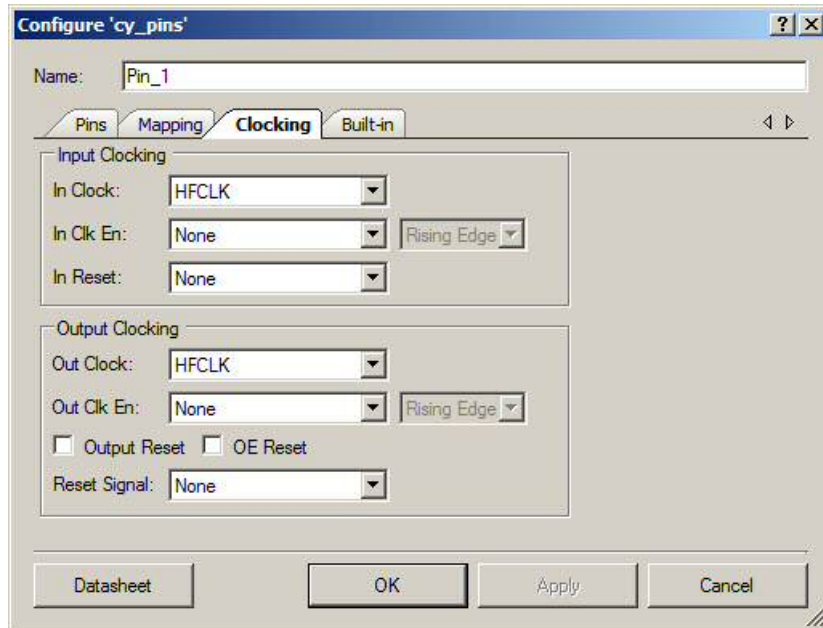 Configure 'cy_pins'
Name: Pin_1
Pins Mapping Clocking Built-in
Input Clocking
In Clock: HFCLK
In Clk En: None Rising Edge
In Reset: None
Output Clocking
Out Clock: HFCLK
Out Clk En: None Rising Edge
Output Reset OE Reset
Reset Signal: None
Datasheet OK Apply Cancel